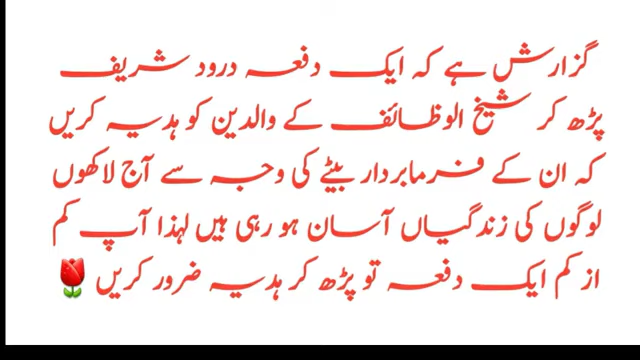 گزارش ہے کہ ایک دفعہ درود شریف
پڑھ کر شیخ الوظائف کے والدین کو ہدیہ کریں
کہ ان کے فرمابردار بیٹے کی وجہ سے آج لاکھوں
لوگوں کی زندگیاں آسان ہو رہی ہیں لہذا آپ کم
از کم ایک دفعہ تو پڑھ کر ہدیہ ضرور کریں 🌹